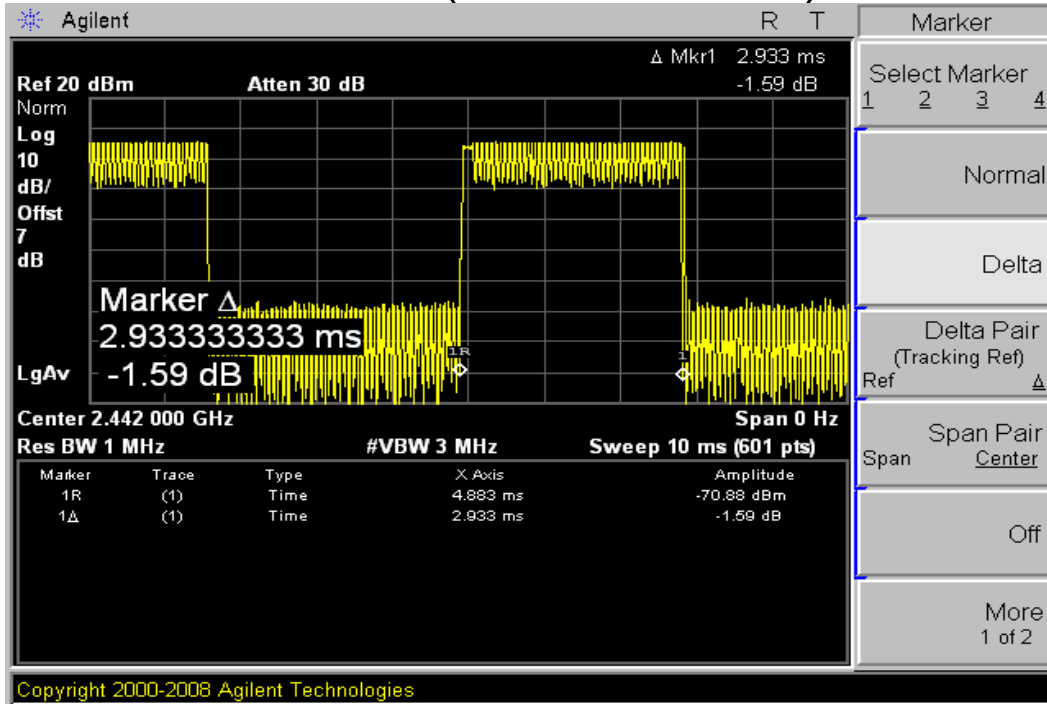 Agilent R T Marker
Δ Mkr1 2.933 ms
Ref 20 dBm Atten 30 dB -1.59 dB
Norm
Log
10
dB/
Offst
7
dB
Marker Δ
2.933333333 ms
-1.59 dB
LgAv
1R
1
Center 2.442 000 GHz Span 0 Hz
Res BW 1 MHz #VBW 3 MHz Sweep 10 ms (601 pts)
Marker Trace Type X Axis Amplitude
1R (1) Time 4.883 ms -70.88 dBm
1Δ (1) Time 2.933 ms -1.59 dB
Select Marker
1 2 3 4
Normal
Delta
Delta Pair
(Tracking Ref)
Ref Δ
Span Pair
Span Center
Off
More
1 of 2
Copyright 2000-2008 Agilent Technologies